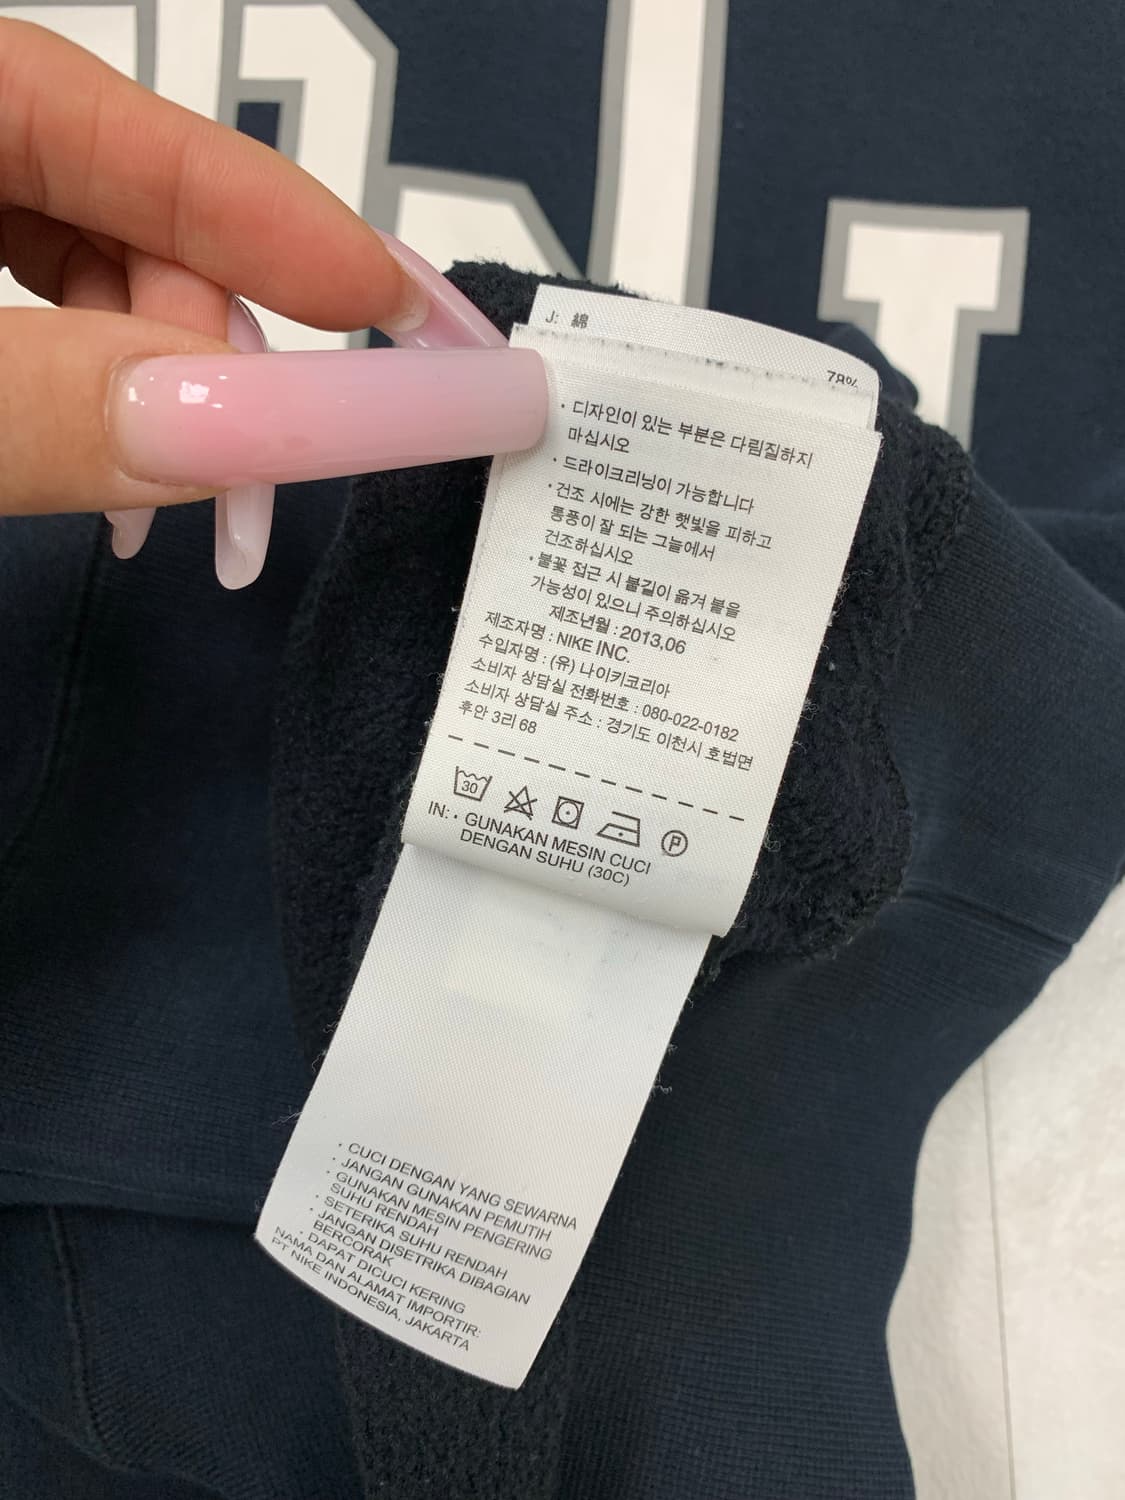 J: 綿
78%
· 디자인이 있는 부분은 다림질하지
마십시오
· 드라이크리닝이 가능합니다
· 건조 시에는 강한 햇빛을 피하고
통풍이 잘 되는 그늘에서
건조하십시오
· 불꽃 접근 시 불길이 옮겨 붙을
가능성이 있으니 주의하십시오
제조년월 : 2013,06
제조자명 : NIKE INC.
수입자명 : (유) 나이키코리아
소비자 상담실 전화번호 : 080-022-0182
소비자 상담실 주소 : 경기도 이천시 호법면
후안 3리 68
30
P
IN: · GUNAKAN MESIN CUCI
DENGAN SUHU (30C)
· CUCI DENGAN YANG SEWARNA
· JANGAN GUNAKAN PEMUTIH
· GUNAKAN MESIN PENGERING
SUHU RENDAH
· SETERIKA SUHU RENDAH
· JANGAN DISETRIKA DIBAGIAN
BERCORAK
· DAPAT DICUCI KERING
NAMA DAN ALAMAT IMPORTIR:
PT NIKE INDONESIA, JAKARTA